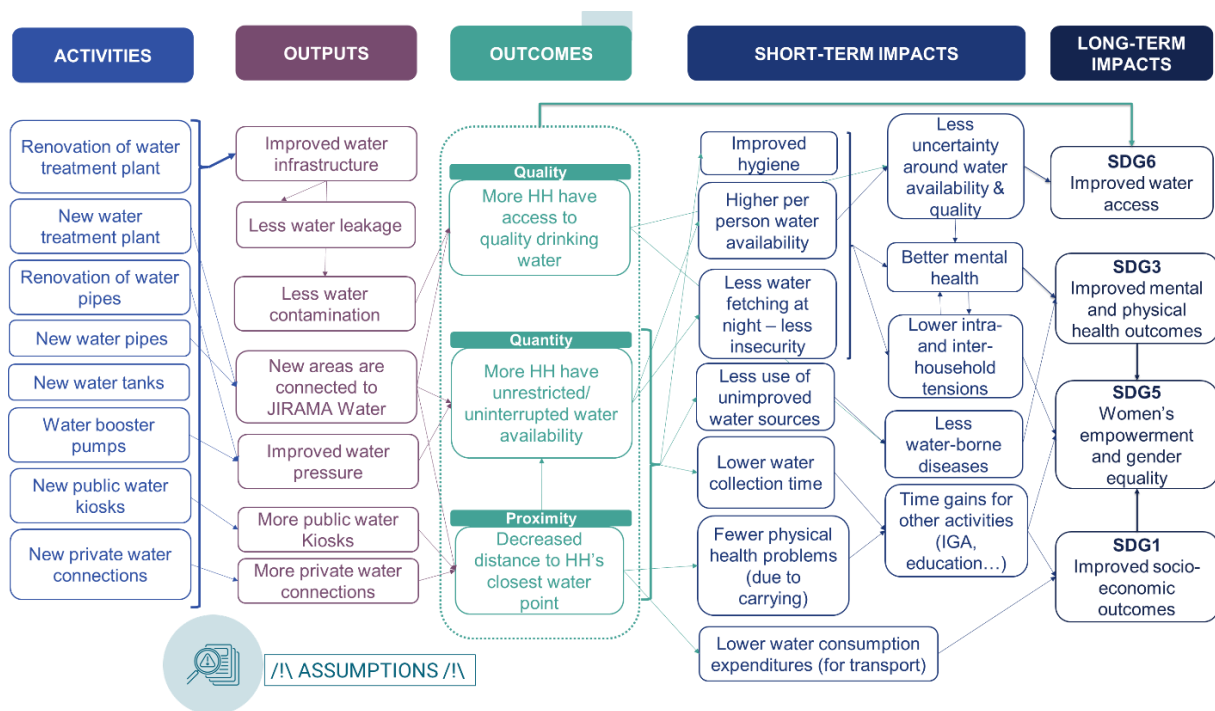 ACTIVITIES
OUTPUTS
OUTCOMES
SHORT-TERM IMPACTS
LONG-TERM
IMPACTS
Renovation of water
treatment plant
New water
treatment plant
Renovation of water
pipes
New water pipes
New water tanks
Water booster
pumps
New public water
kiosks
New private water
connections
Improved water
infrastructure
Less water leakage
Less water
contamination
New areas are
connected to
JIRAMA Water
Improved water
pressure
More public water
Kiosks
More private water
connections
Quality
More HH have
access to
quality drinking
water
Quantity
More HH have
unrestricted/
uninterrupted water
availability
Proximity
Decreased
distance to HH's
closest water
point
Improved
hygiene
Higher per
person water
availability
Less water
fetching at
night – less
insecurity
Less use of
unimproved
water sources
Lower water
collection time
Fewer physical
health problems
(due to
carrying)
Lower water consumption
expenditures (for transport)
Less
uncertainty
around water
availability &
quality
Better mental
health
Lower intra-
and inter-
household
tensions
Less
water-borne
diseases
Time gains for
other activities
(IGA,
education…)
SDG6
Improved water
access
SDG3
Improved mental
and physical
health outcomes
SDG5
Women's
empowerment
and gender
equality
SDG1
Improved socio-
economic
outcomes
/!\ ASSUMPTIONS /!\